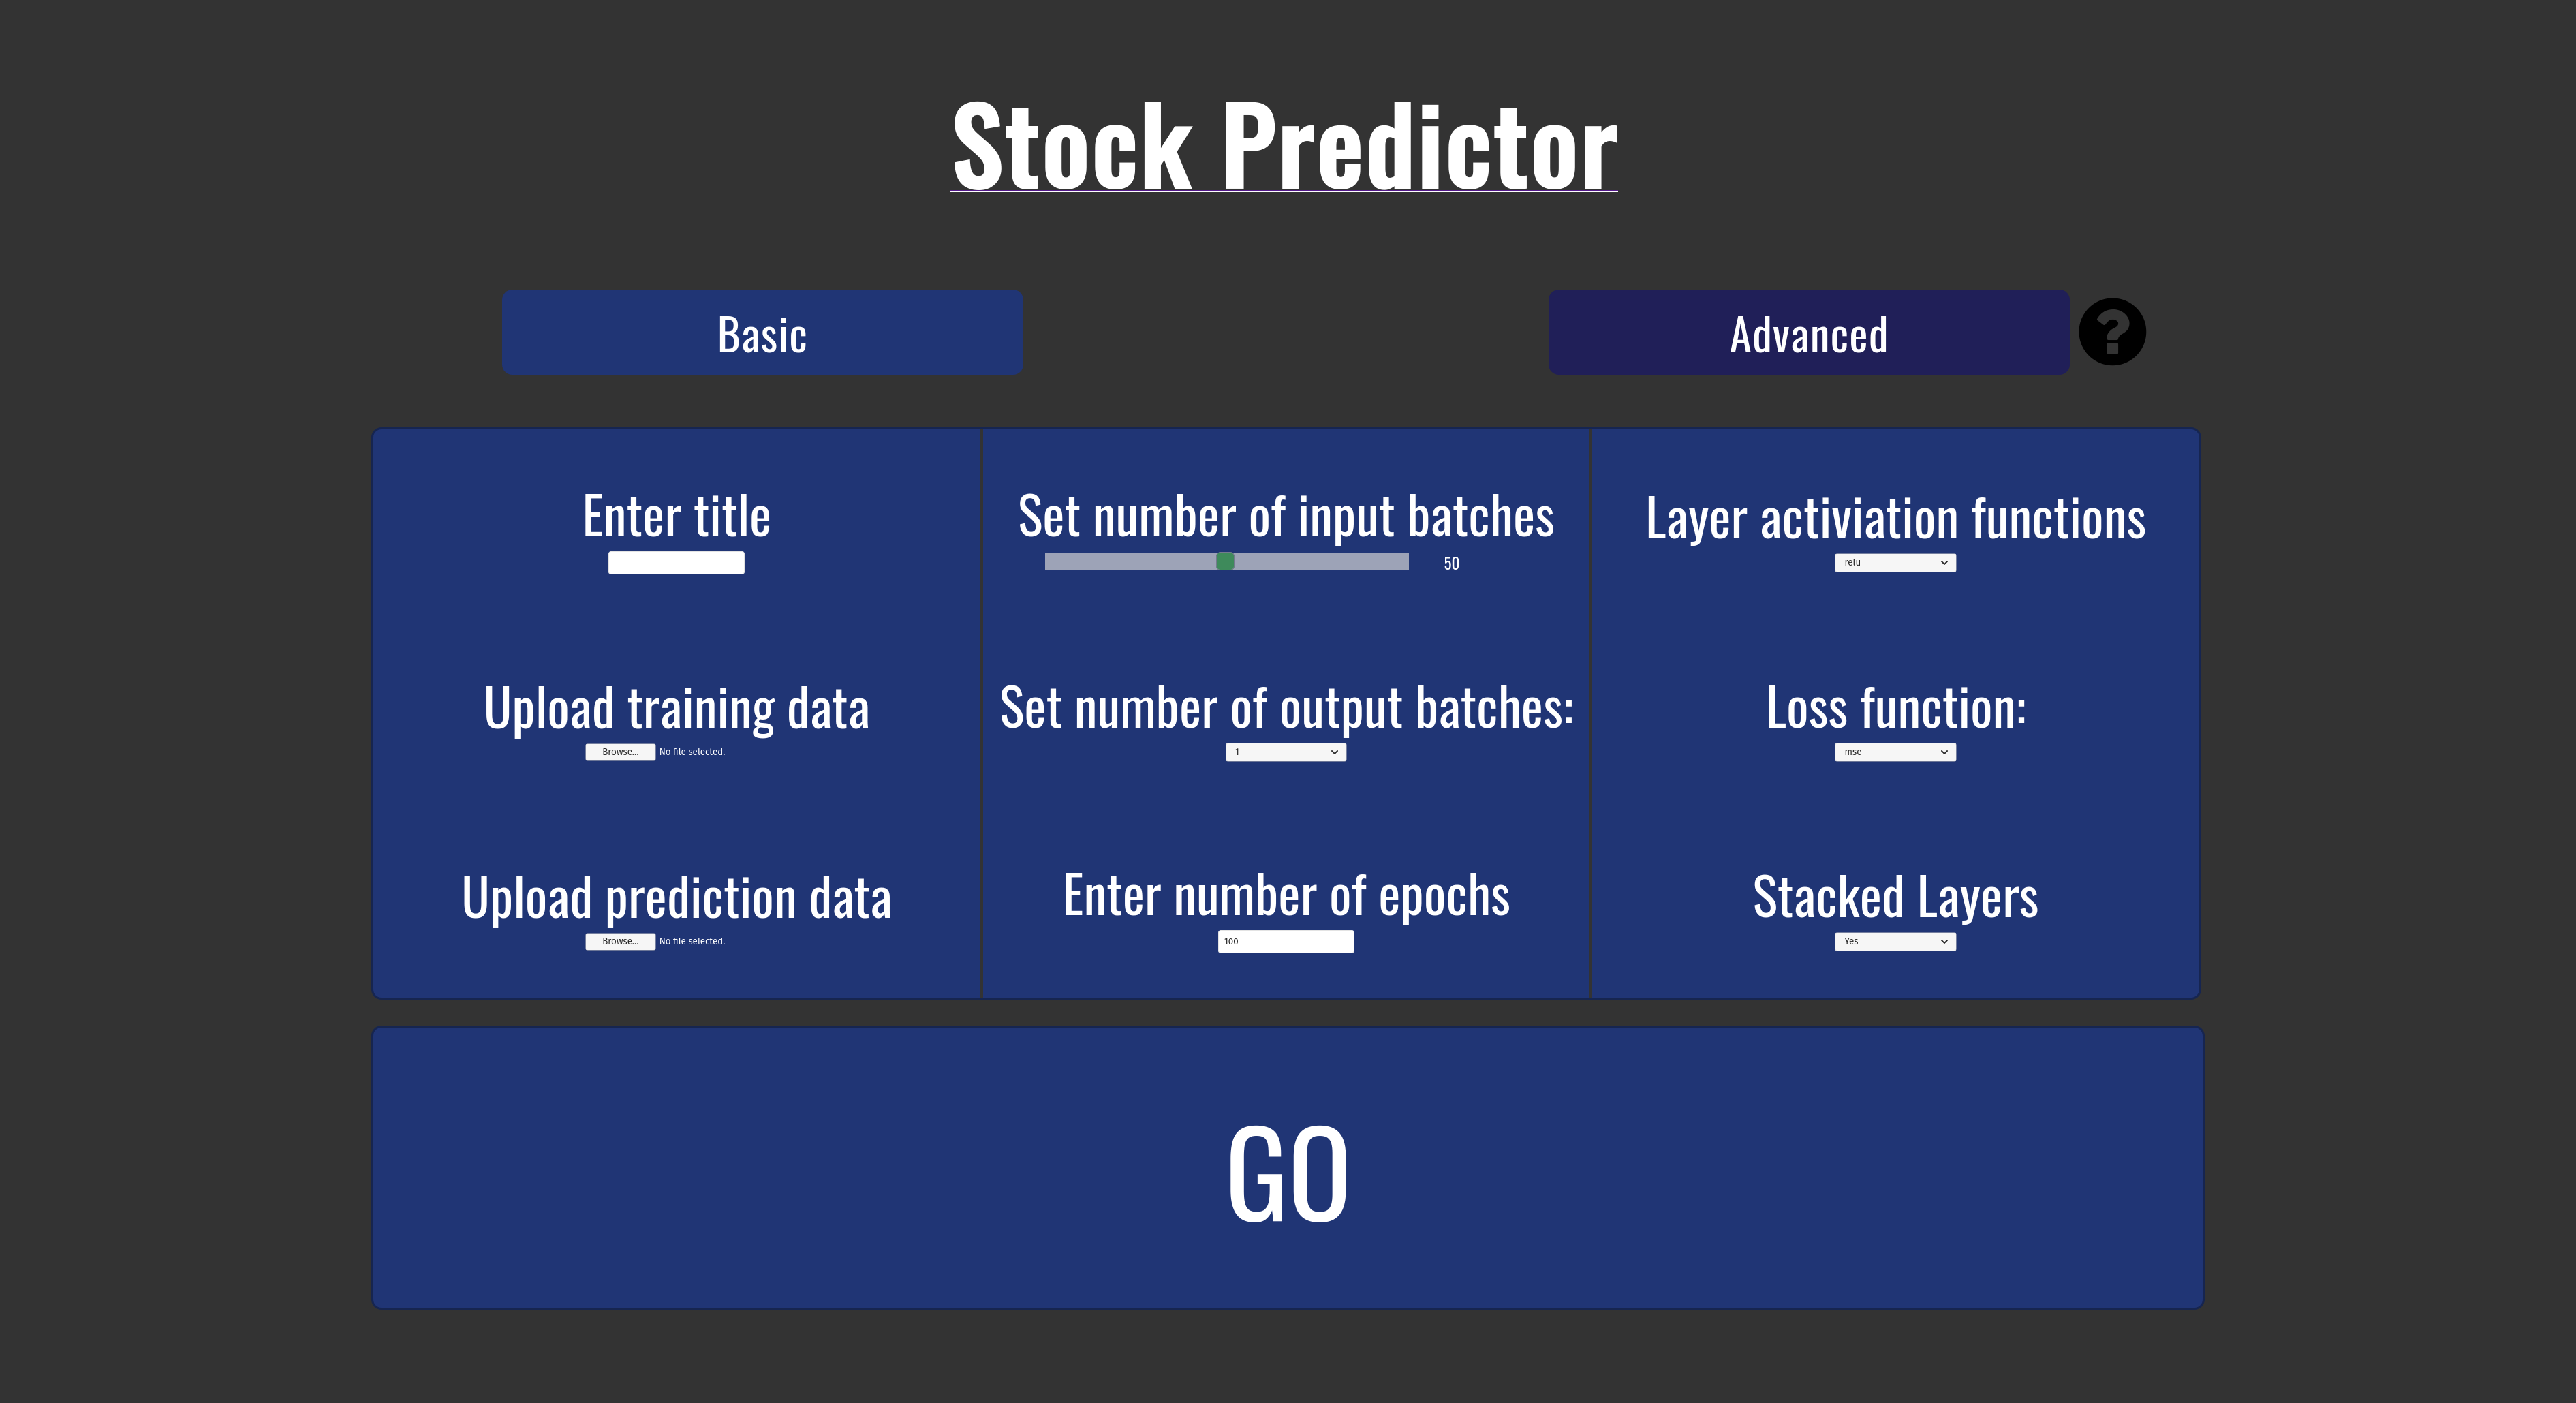 Stock Predictor
Basic
Advanced
?
Enter title
Set number of input batches
50
Layer activiation functions
relu
Upload training data
Browse... No file selected.
Set number of output batches:
1
Loss function:
mse
Upload prediction data
Browse... No file selected.
Enter number of epochs
100
Stacked Layers
Yes
GO